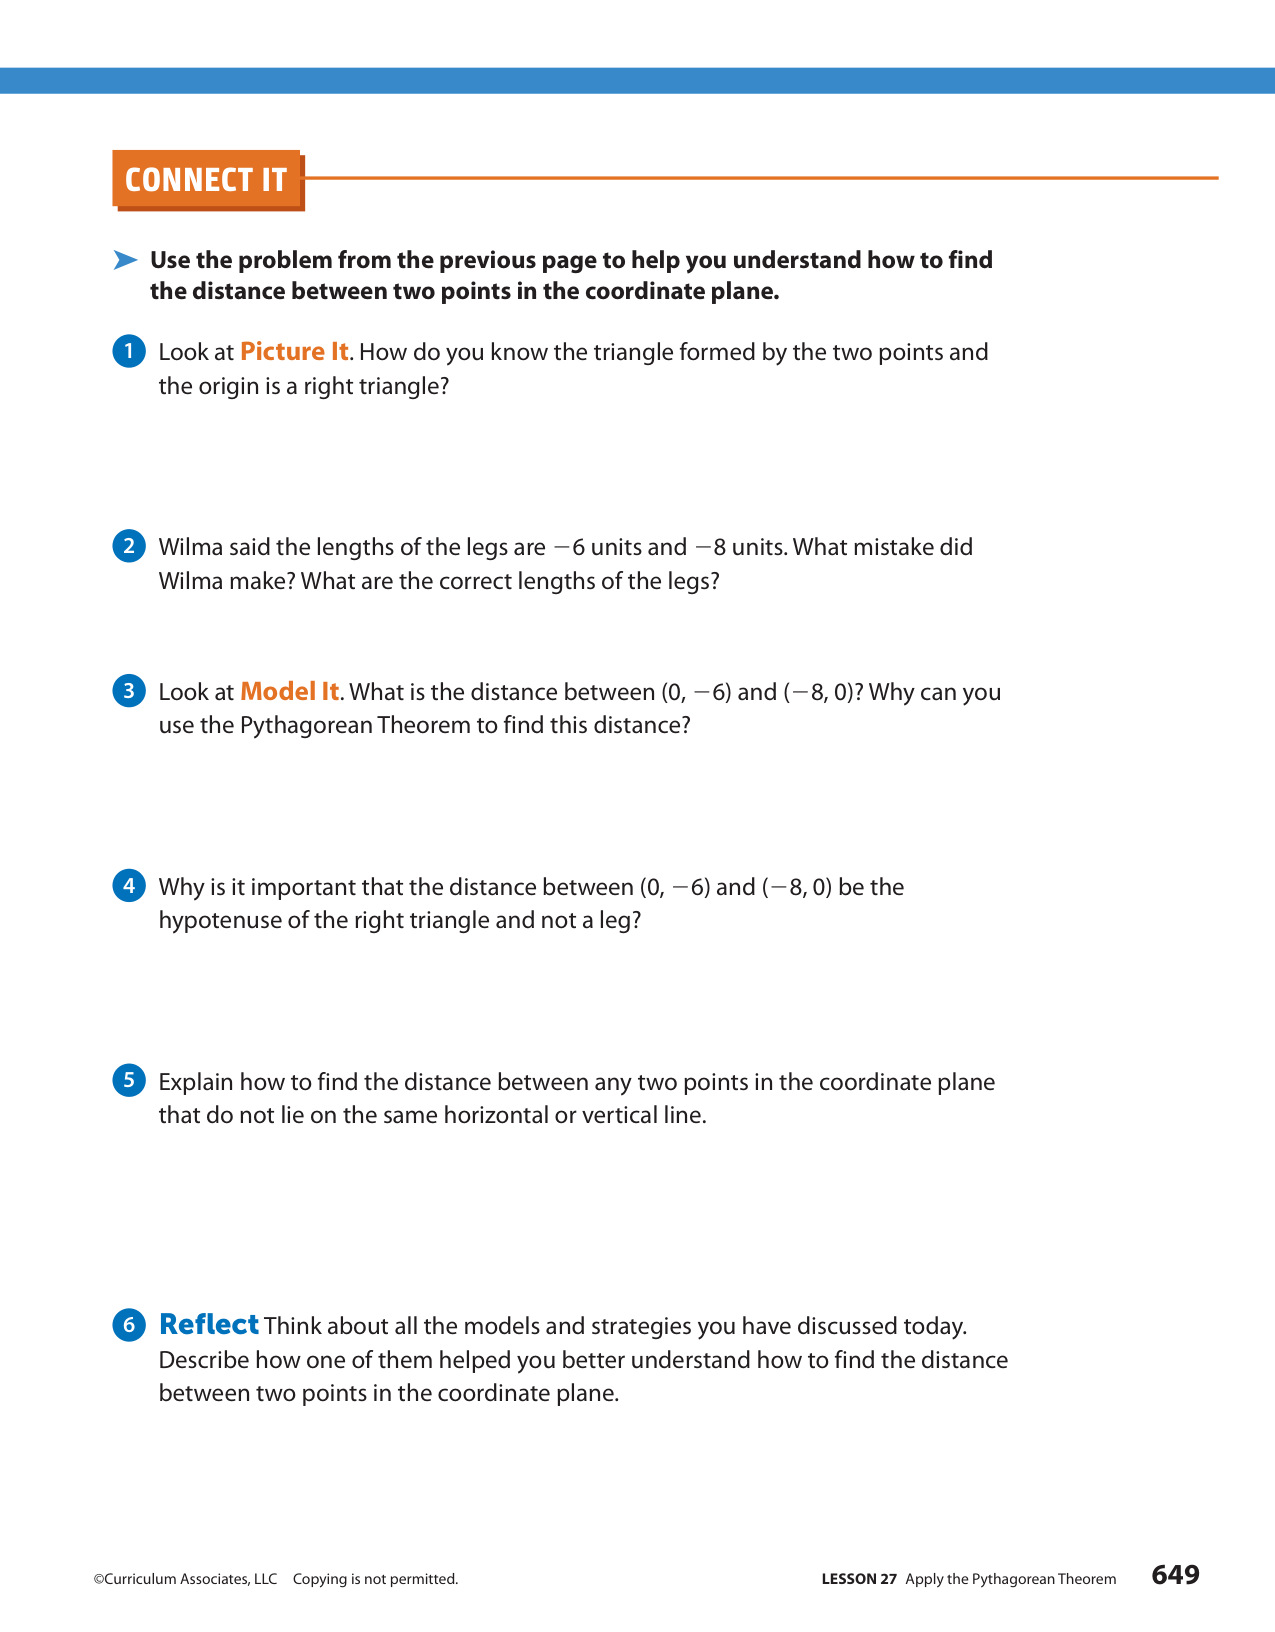 CONNECT IT
➤ Use the problem from the previous page to help you understand how to find
the distance between two points in the coordinate plane.
1 Look at Picture It. How do you know the triangle formed by the two points and
the origin is a right triangle?
2 Wilma said the lengths of the legs are −6 units and −8 units. What mistake did
Wilma make? What are the correct lengths of the legs?
3 Look at Model It. What is the distance between (0, −6) and (−8, 0)? Why can you
use the Pythagorean Theorem to find this distance?
4 Why is it important that the distance between (0, −6) and (−8, 0) be the
hypotenuse of the right triangle and not a leg?
5 Explain how to find the distance between any two points in the coordinate plane
that do not lie on the same horizontal or vertical line.
6 Reflect Think about all the models and strategies you have discussed today.
Describe how one of them helped you better understand how to find the distance
between two points in the coordinate plane.
©Curriculum Associates, LLC Copying is not permitted. LESSON 27 Apply the Pythagorean Theorem 649